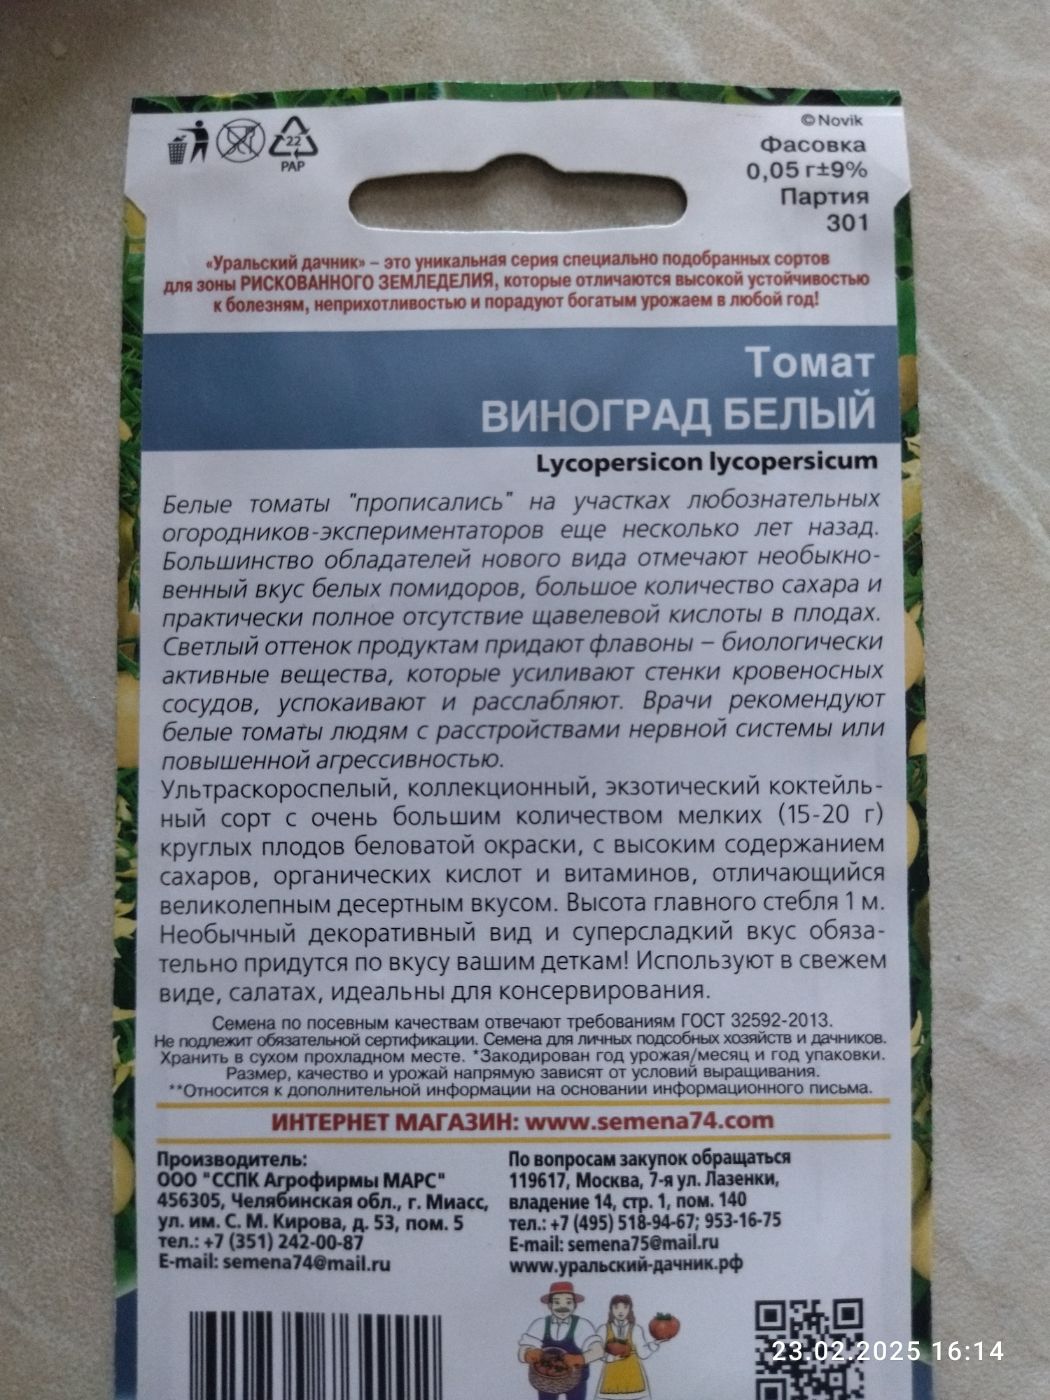 © Novik
Фасовка
0,05 г±9%
Партия
301
22
PAP
«Уральский дачник» – это уникальная серия специально подобранных сортов
для зоны РИСКОВАННОГО ЗЕМЛЕДЕЛИЯ, которые отличаются высокой устойчивостью
к болезням, неприхотливостью и порадуют богатым урожаем в любой год!
Томат
ВИНОГРАД БЕЛЫЙ
Lycopersicon lycopersicum
Белые томаты "прописались" на участках любознательных
огородников-экспериментаторов еще несколько лет назад.
Большинство обладателей нового вида отмечают необыкно-
венный вкус белых помидоров, большое количество сахара и
практически полное отсутствие щавелевой кислоты в плодах.
Светлый оттенок продуктам придают флавоны – биологически
активные вещества, которые усиливают стенки кровеносных
сосудов, успокаивают и расслабляют. Врачи рекомендуют
белые томаты людям с расстройствами нервной системы или
повышенной агрессивностью.
Ультраскороспелый, коллекционный, экзотический коктейль-
ный сорт с очень большим количеством мелких (15-20 г)
круглых плодов беловатой окраски, с высоким содержанием
сахаров, органических кислот и витаминов, отличающийся
великолепным десертным вкусом. Высота главного стебля 1 м.
Необычный декоративный вид и суперсладкий вкус обяза-
тельно придутся по вкусу вашим деткам! Используют в свежем
виде, салатах, идеальны для консервирования.
Семена по посевным качествам отвечают требованиям ГОСТ 32592-2013.
Не подлежит обязательной сертификации. Семена для личных подсобных хозяйств и дачников.
Хранить в сухом прохладном месте. *Закодирован год урожая/месяц и год упаковки.
Размер, качество и урожай напрямую зависят от условий выращивания.
**Относится к дополнительной информации на основании информационного письма.
ИНТЕРНЕТ МАГАЗИН: www.semena74.com
Производитель:
ООО "ССПК Агрофирмы МАРС"
456305, Челябинская обл., г. Миасс,
ул. им. С. М. Кирова, д. 53, пом. 5
тел.: +7 (351) 242-00-87
E-mail: semena74@mail.ru
По вопросам закупок обращаться
119617, Москва, 7-я ул. Лазенки,
владение 14, стр. 1, пом. 140
тел.: +7 (495) 518-94-67; 953-16-75
E-mail: semena75@mail.ru
www.уральский-дачник.рф
23.02.2025 16:14